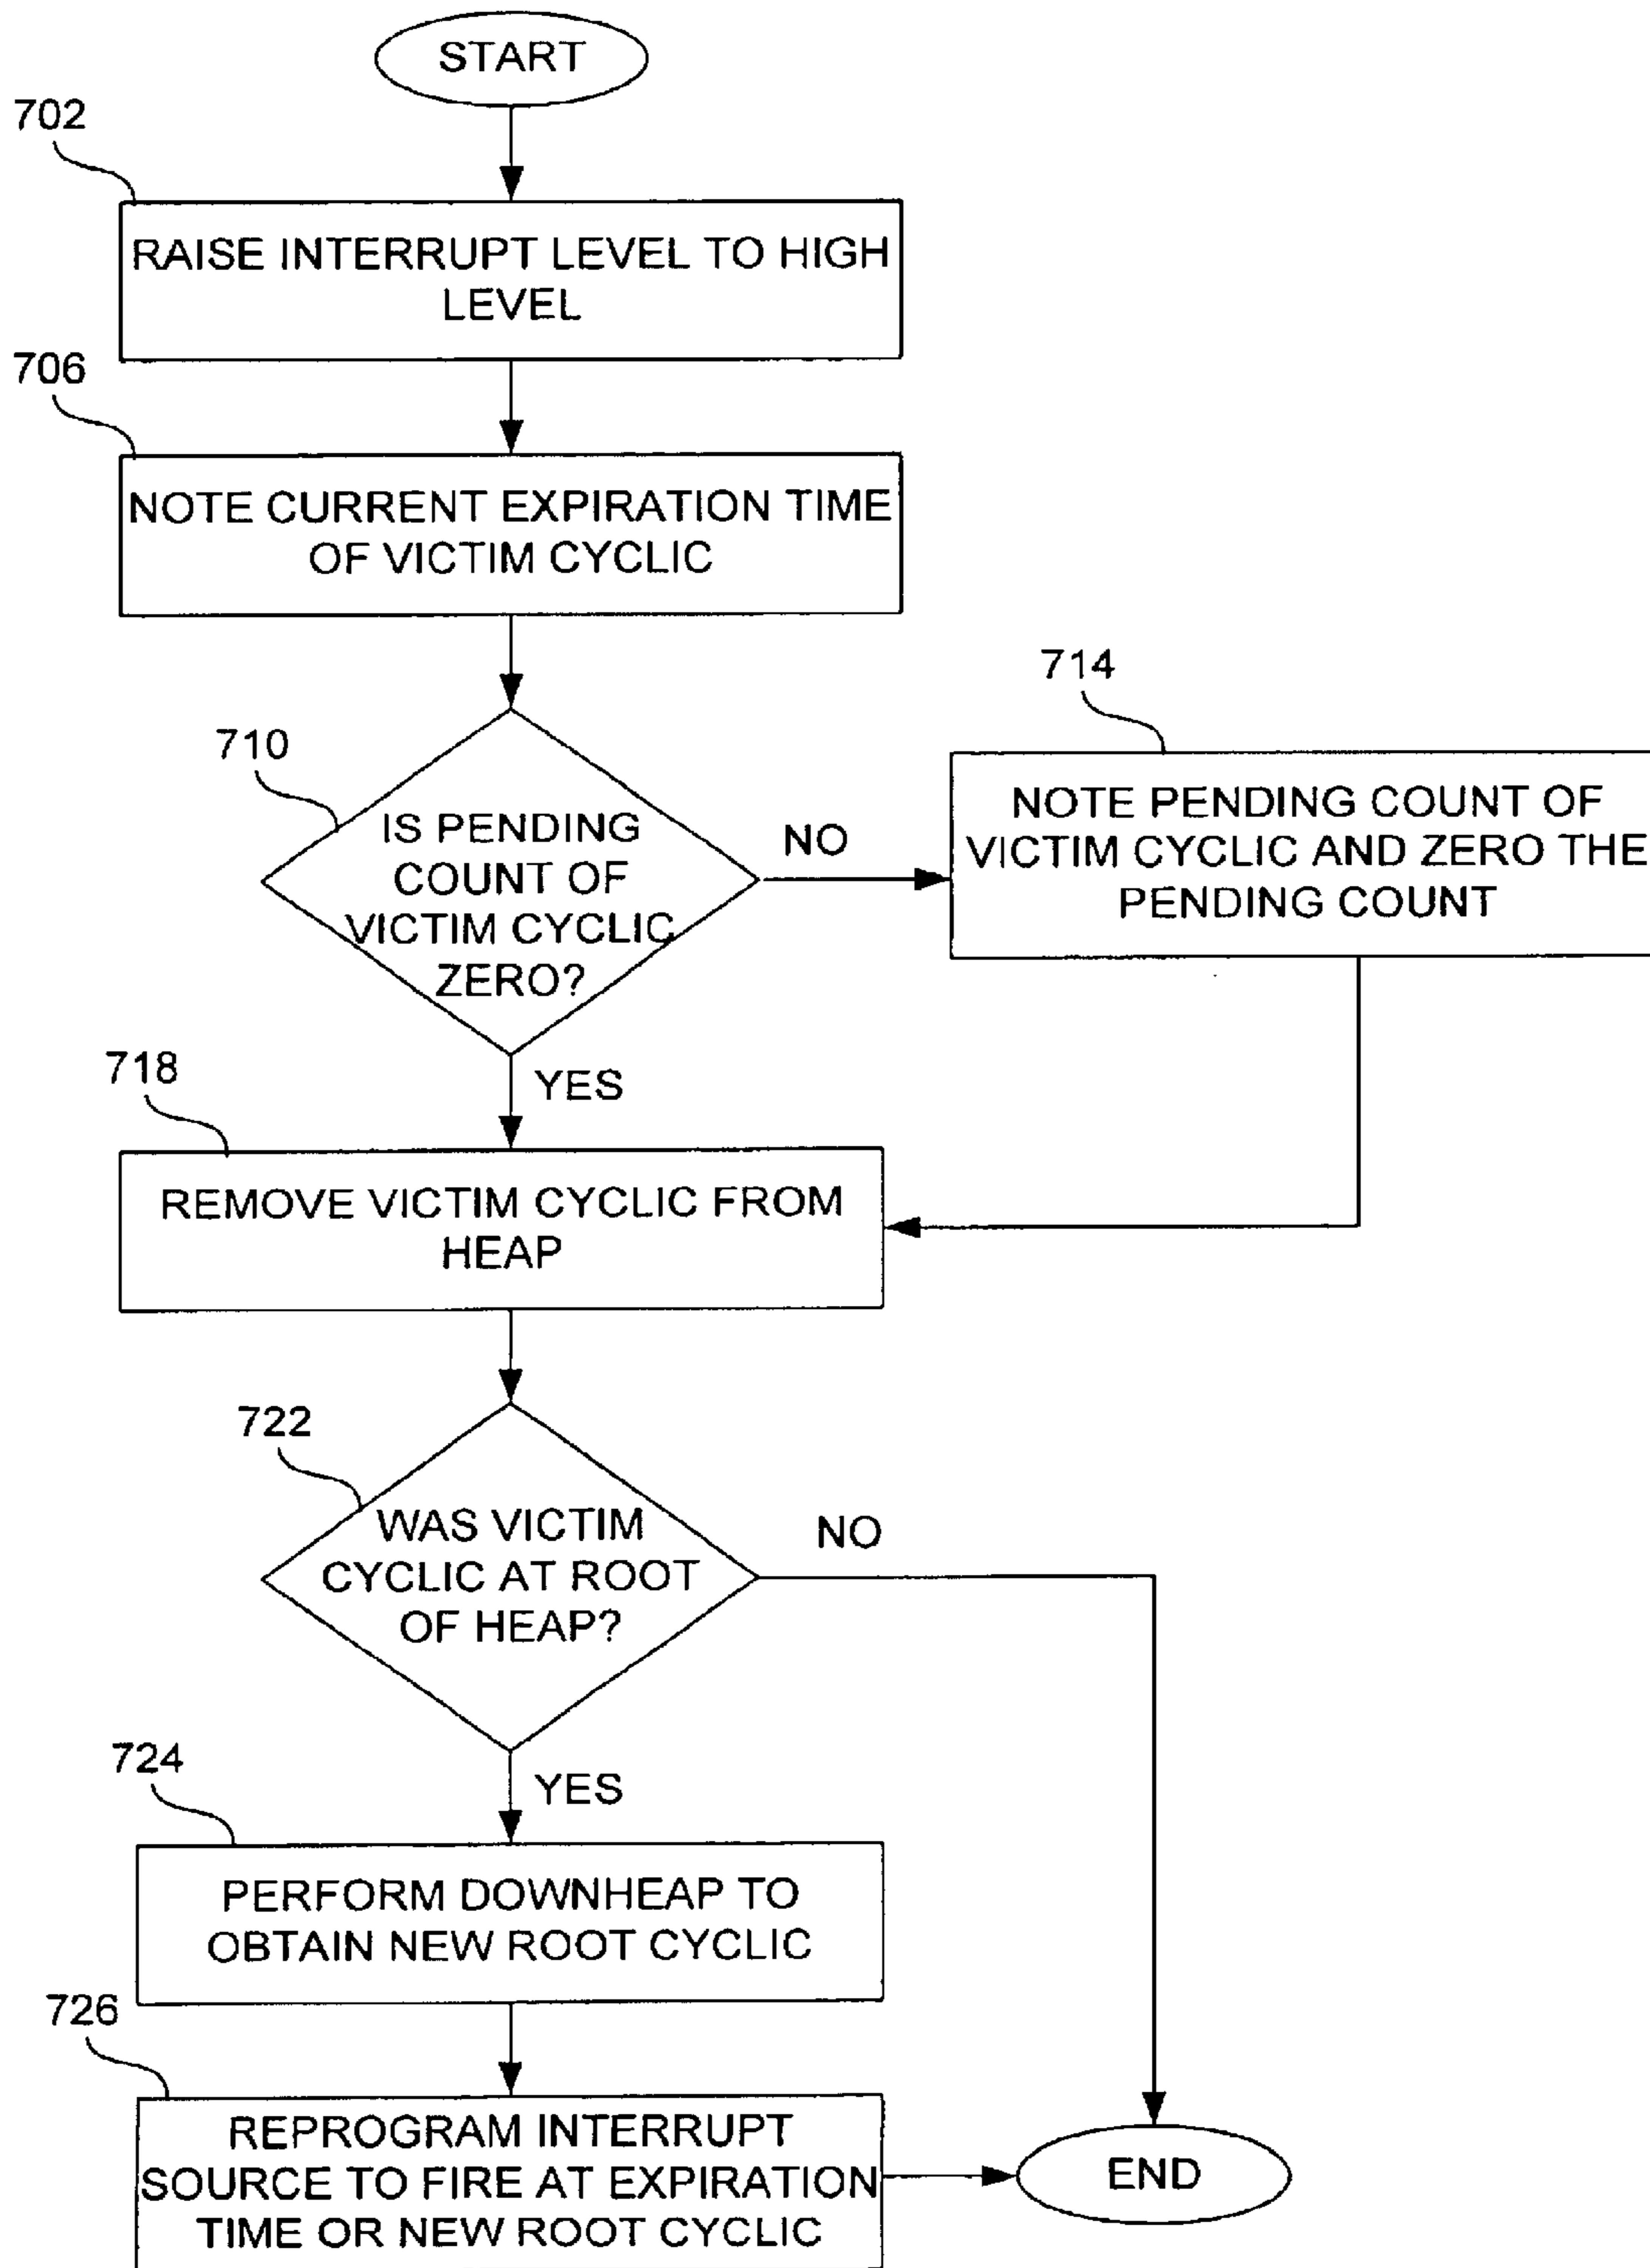 START
702
RAISE INTERRUPT LEVEL TO HIGH
LEVEL
706
NOTE CURRENT EXPIRATION TIME
OF VICTIM CYCLIC
710
IS PENDING
COUNT OF
VICTIM CYCLIC
ZERO?
NO
714
NOTE PENDING COUNT OF
VICTIM CYCLIC AND ZERO THE
PENDING COUNT
YES
718
REMOVE VICTIM CYCLIC FROM
HEAP
722
WAS VICTIM
CYCLIC AT ROOT
OF HEAP?
NO
YES
724
PERFORM DOWNHEAP TO
OBTAIN NEW ROOT CYCLIC
726
REPROGRAM INTERRUPT
SOURCE TO FIRE AT EXPIRATION
TIME OR NEW ROOT CYCLIC
END